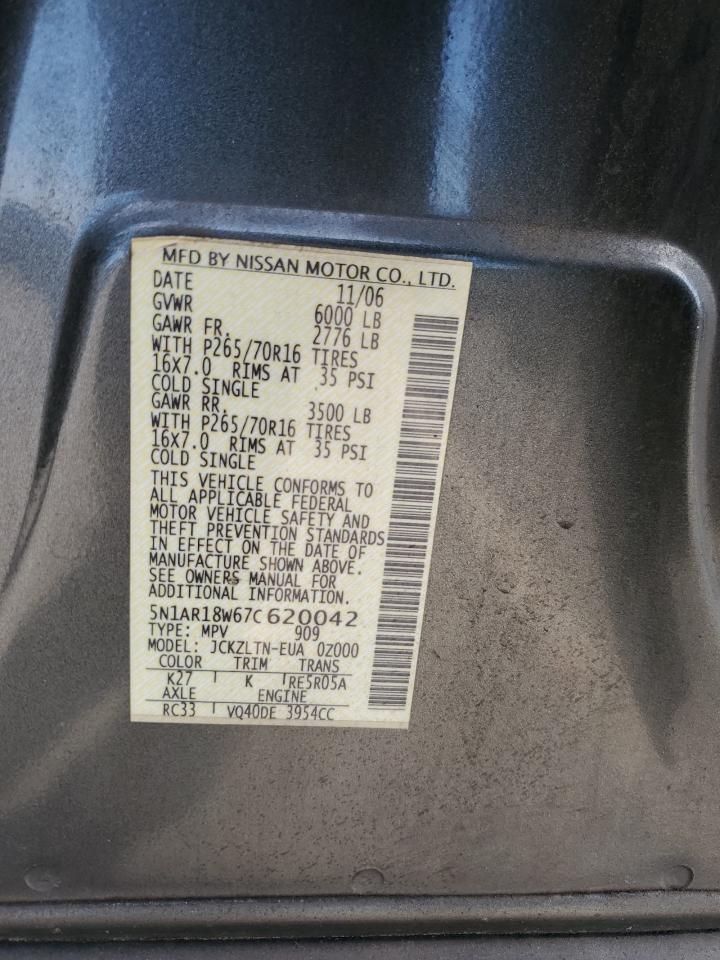 MFD BY NISSAN MOTOR CO., LTD.
DATE 11/06
GVWR 6000 LB
GAWR FR. 2776 LB
WITH P265/70R16 TIRES
16X7.0 RIMS AT 35 PSI
COLD SINGLE
GAWR RR. 3500 LB
WITH P265/70R16 TIRES
16X7.0 RIMS AT 35 PSI
COLD SINGLE
THIS VEHICLE CONFORMS TO
ALL APPLICABLE FEDERAL
MOTOR VEHICLE SAFETY AND
THEFT PREVENTION STANDARDS
IN EFFECT ON THE DATE OF
MANUFACTURE SHOWN ABOVE.
SEE OWNERS MANUAL FOR
ADDITIONAL INFORMATION.
5N1AR18W67C620042
TYPE: MPV 909
MODEL: JCKZLTN-EUA 0Z000
COLOR TRIM TRANS
K27 K RE5R05A
AXLE ENGINE
RC33 VQ40DE 3954CC